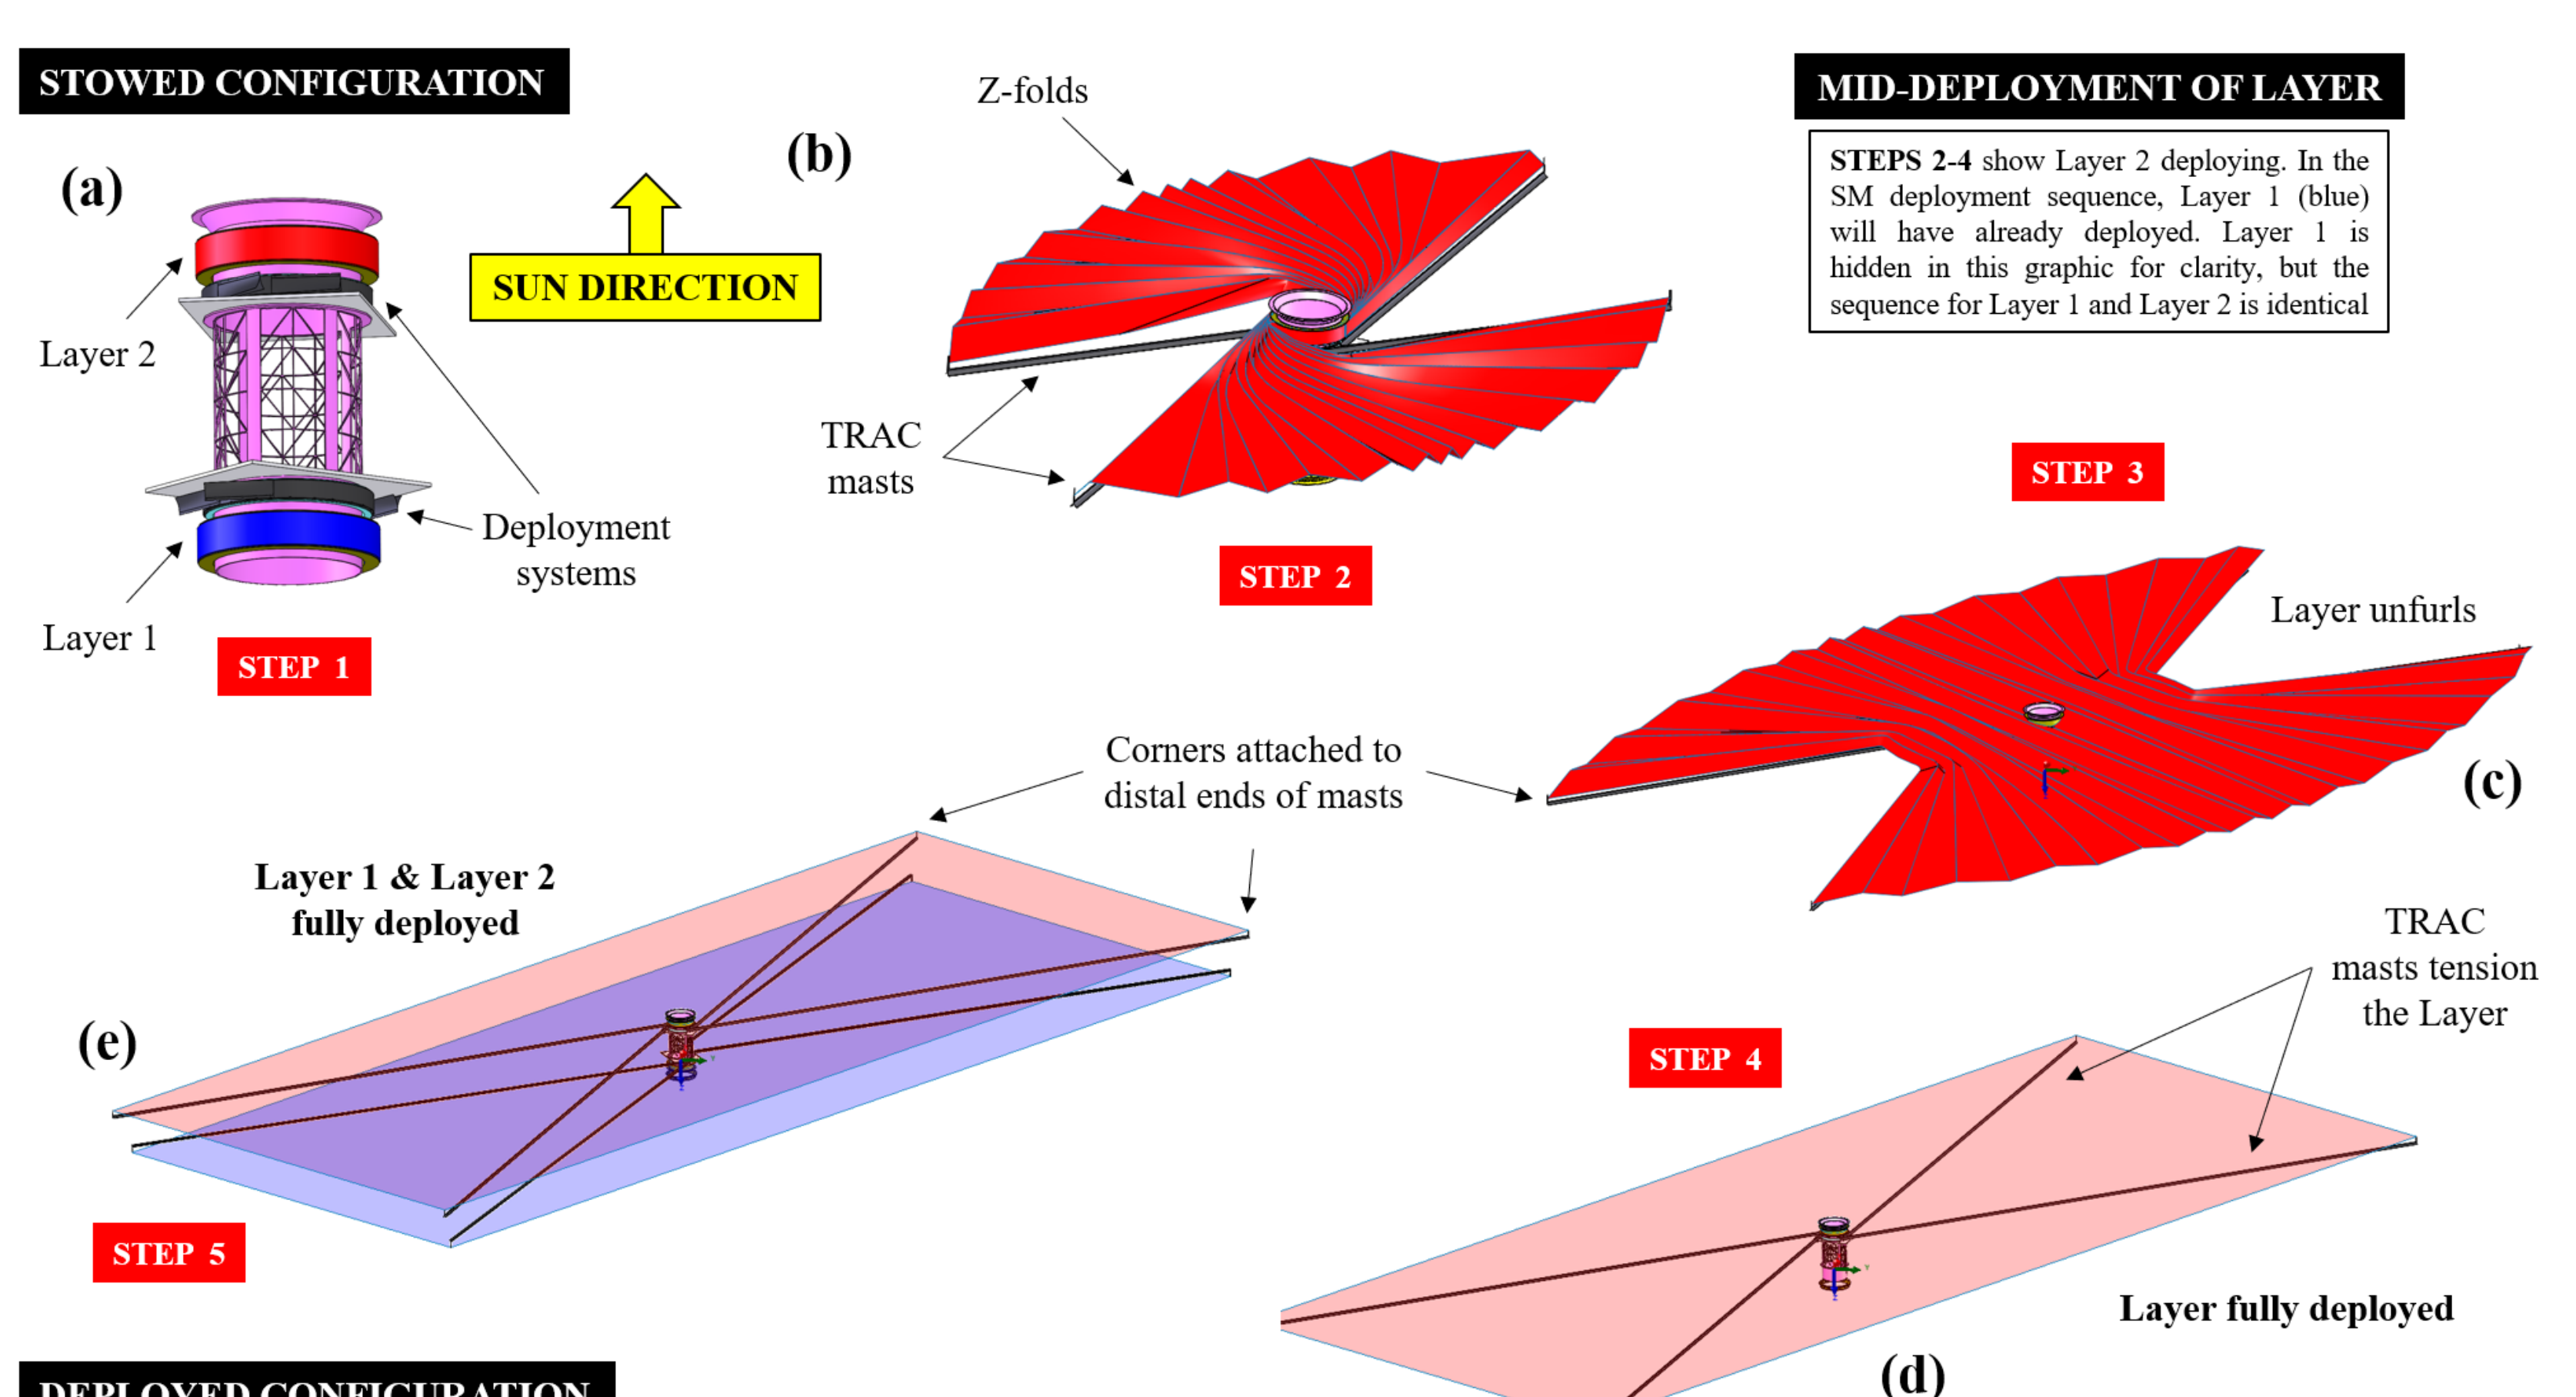 STOWED CONFIGURATION
(a)
Layer 2
Layer 1
Deployment
systems
STEP 1
SUN DIRECTION
(b)
Z-folds
TRAC
masts
STEP 2
MID-DEPLOYMENT OF LAYER
STEPS 2-4 show Layer 2 deploying. In the
SM deployment sequence, Layer 1 (blue)
will have already deployed. Layer 1 is
hidden in this graphic for clarity, but the
sequence for Layer 1 and Layer 2 is identical
STEP 3
Layer unfurls
(c)
Corners attached to
distal ends of masts
TRAC
masts tension
the Layer
STEP 4
Layer fully deployed
(d)
Layer 1 & Layer 2
fully deployed
(e)
STEP 5
DEPLOYED CONFIGURATION